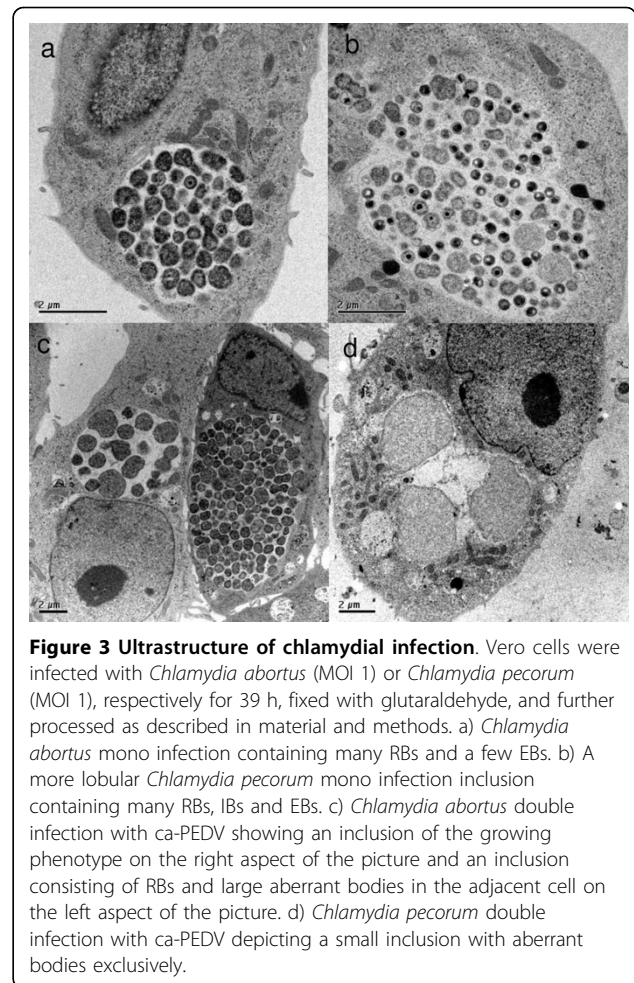 a
b
2 µm
2 µm
c
d
2 µm
2 µm
Figure 3 Ultrastructure of chlamydial infection. Vero cells were
infected with Chlamydia abortus (MOI 1) or Chlamydia pecorum
(MOI 1), respectively for 39 h, fixed with glutaraldehyde, and further
processed as described in material and methods. a) Chlamydia
abortus mono infection containing many RBs and a few EBs. b) A
more lobular Chlamydia pecorum mono infection inclusion
containing many RBs, IBs and EBs. c) Chlamydia abortus double
infection with ca-PEDV showing an inclusion of the growing
phenotype on the right aspect of the picture and an inclusion
consisting of RBs and large aberrant bodies in the adjacent cell on
the left aspect of the picture. d) Chlamydia pecorum double
infection with ca-PEDV depicting a small inclusion with aberrant
bodies exclusively.